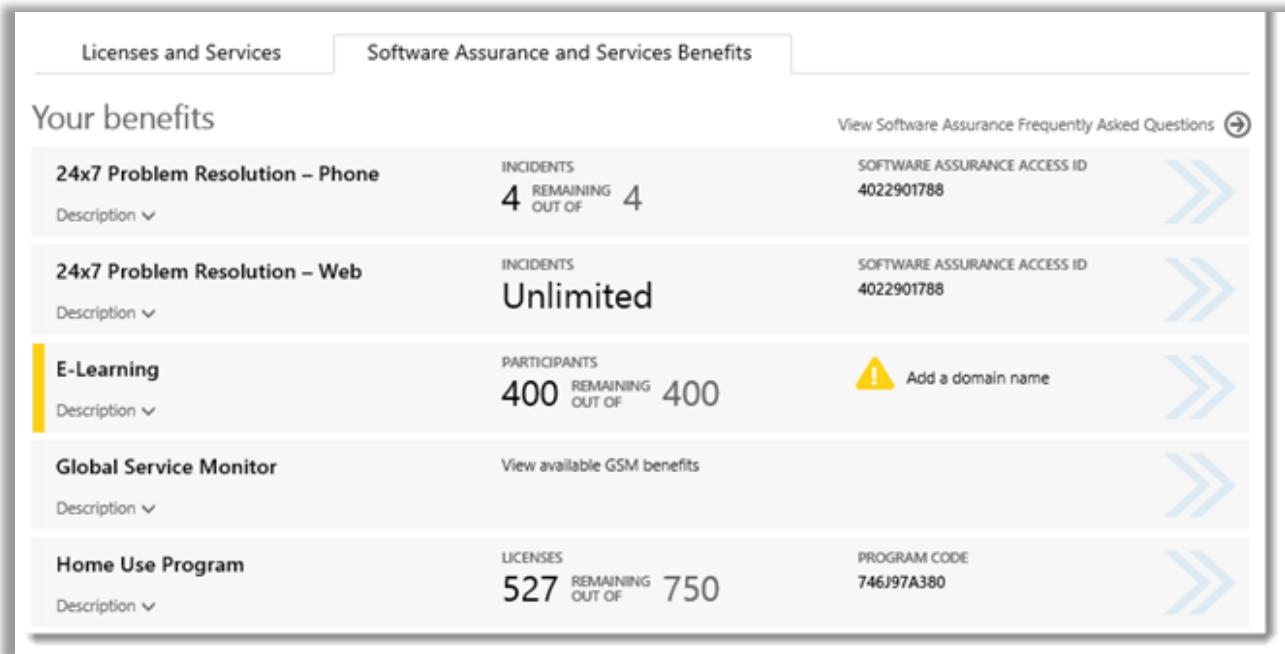 Licenses and Services
Software Assurance and Services Benefits
Your benefits
View Software Assurance Frequently Asked Questions
24x7 Problem Resolution – Phone
Description
INCIDENTS
4 REMAINING OUT OF 4
SOFTWARE ASSURANCE ACCESS ID
4022901788
24x7 Problem Resolution – Web
Description
INCIDENTS
Unlimited
SOFTWARE ASSURANCE ACCESS ID
4022901788
E-Learning
Description
PARTICIPANTS
400 REMAINING OUT OF 400
Add a domain name
Global Service Monitor
Description
View available GSM benefits
Home Use Program
Description
LICENSES
527 REMAINING OUT OF 750
PROGRAM CODE
746J97A380